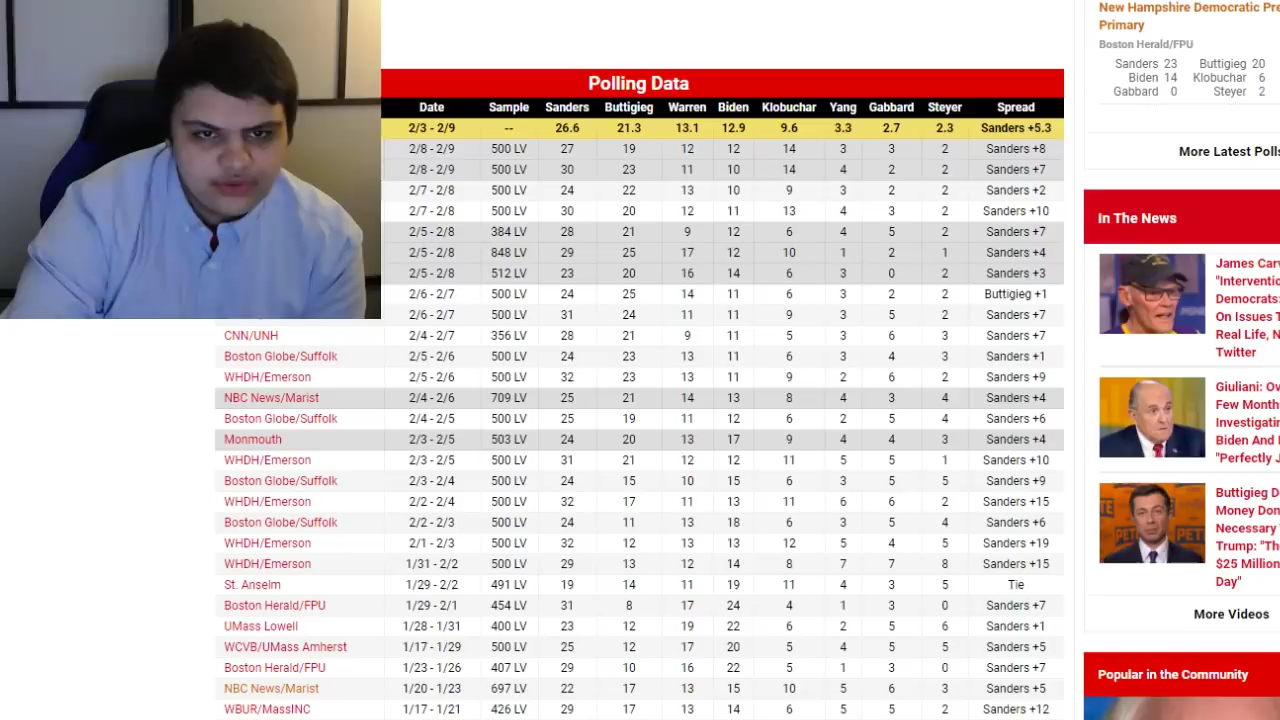 New Hampshire Democratic Pre
Primary
Boston Herald/FPU
Sanders 23 Buttigieg 20
Biden 14 Klobuchar 6
Gabbard 0 Steyer 2
More Latest Polls
In The News
James Carv
"Interventic
Democrats:
On Issues T
Real Life, N
Twitter
Giuliani: Ov
Few Month
Investigatin
Biden And I
"Perfectly J
Buttigieg D
Money Don
Necessary
Trump: "Th
$25 Million
Day"
More Videos
Popular in the Community
Polling Data
Date Sample Sanders Buttigieg Warren Biden Klobuchar Yang Gabbard Steyer Spread
2/3 - 2/9 -- 26.6 21.3 13.1 12.9 9.6 3.3 2.7 2.3 Sanders +5.3
2/8 - 2/9 500 LV 27 19 12 12 14 3 3 2 Sanders +8
2/8 - 2/9 500 LV 30 23 11 10 14 4 2 2 Sanders +7
2/7 - 2/8 500 LV 24 22 13 10 9 3 2 2 Sanders +2
2/7 - 2/8 500 LV 30 20 12 11 13 4 3 2 Sanders +10
2/5 - 2/8 384 LV 28 21 9 12 6 4 5 2 Sanders +7
2/5 - 2/8 848 LV 29 25 17 12 10 1 2 1 Sanders +4
2/5 - 2/8 512 LV 23 20 16 14 6 3 0 2 Sanders +3
2/6 - 2/7 500 LV 24 25 14 11 6 3 2 2 Buttigieg +1
2/6 - 2/7 500 LV 31 24 11 11 9 3 5 2 Sanders +7
CNN/UNH 2/4 - 2/7 356 LV 28 21 9 11 5 3 6 3 Sanders +7
Boston Globe/Suffolk 2/5 - 2/6 500 LV 24 23 13 11 6 3 4 3 Sanders +1
WHDH/Emerson 2/5 - 2/6 500 LV 32 23 13 11 9 2 6 2 Sanders +9
NBC News/Marist 2/4 - 2/6 709 LV 25 21 14 13 8 4 3 4 Sanders +4
Boston Globe/Suffolk 2/4 - 2/5 500 LV 25 19 11 12 6 2 5 4 Sanders +6
Monmouth 2/3 - 2/5 503 LV 24 20 13 17 9 4 4 3 Sanders +4
WHDH/Emerson 2/3 - 2/5 500 LV 31 21 12 12 11 5 5 1 Sanders +10
Boston Globe/Suffolk 2/3 - 2/4 500 LV 24 15 10 15 6 3 5 5 Sanders +9
WHDH/Emerson 2/2 - 2/4 500 LV 32 17 11 13 11 6 6 2 Sanders +15
Boston Globe/Suffolk 2/2 - 2/3 500 LV 24 11 13 18 6 3 5 4 Sanders +6
WHDH/Emerson 2/1 - 2/3 500 LV 32 12 13 13 12 5 4 5 Sanders +19
WHDH/Emerson 1/31 - 2/2 500 LV 29 13 12 14 8 7 7 8 Sanders +15
St. Anselm 1/29 - 2/2 491 LV 19 14 11 19 11 4 3 5 Tie
Boston Herald/FPU 1/29 - 2/1 454 LV 31 8 17 24 4 1 3 0 Sanders +7
UMass Lowell 1/28 - 1/31 400 LV 23 12 19 22 6 2 5 6 Sanders +1
WCVB/UMass Amherst 1/17 - 1/29 500 LV 25 12 17 20 5 4 5 5 Sanders +5
Boston Herald/FPU 1/23 - 1/26 407 LV 29 10 16 22 5 1 3 0 Sanders +7
NBC News/Marist 1/20 - 1/23 697 LV 22 17 13 15 10 5 6 3 Sanders +5
WBUR/MassINC 1/17 - 1/21 426 LV 29 17 13 14 6 5 5 2 Sanders +12